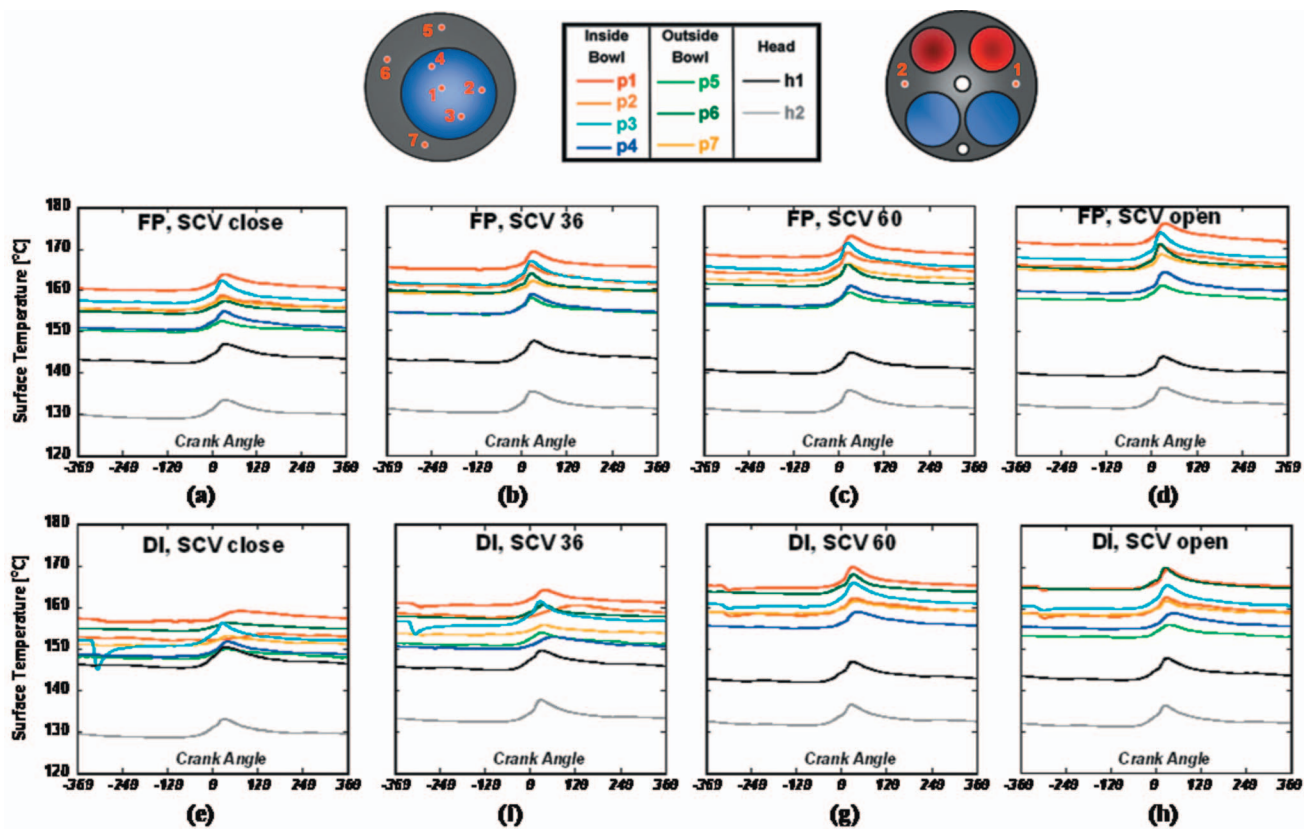 5
4
6
1
2
3
7
Inside Bowl
Outside Bowl
Head
p1
p2
p3
p4
p5
p6
p7
h1
h2
2
1
Surface Temperature [°C]
180
170
160
150
140
130
120
FP, SCV close
FP, SCV 36
FP, SCV 60
FP, SCV open
Crank Angle
Crank Angle
Crank Angle
Crank Angle
-360 -240 -120 0 120 240 360
-360 -240 -120 0 120 240 360
-360 -240 -120 0 120 240 360
-360 -240 -120 0 120 240 360
(a)
(b)
(c)
(d)
Surface Temperature [°C]
180
170
160
150
140
130
120
DI, SCV close
DI, SCV 36
DI, SCV 60
DI, SCV open
Crank Angle
Crank Angle
Crank Angle
Crank Angle
-360 -240 -120 0 120 240 360
-360 -240 -120 0 120 240 360
-360 -240 -120 0 120 240 360
-360 -240 -120 0 120 240 360
(e)
(f)
(g)
(h)